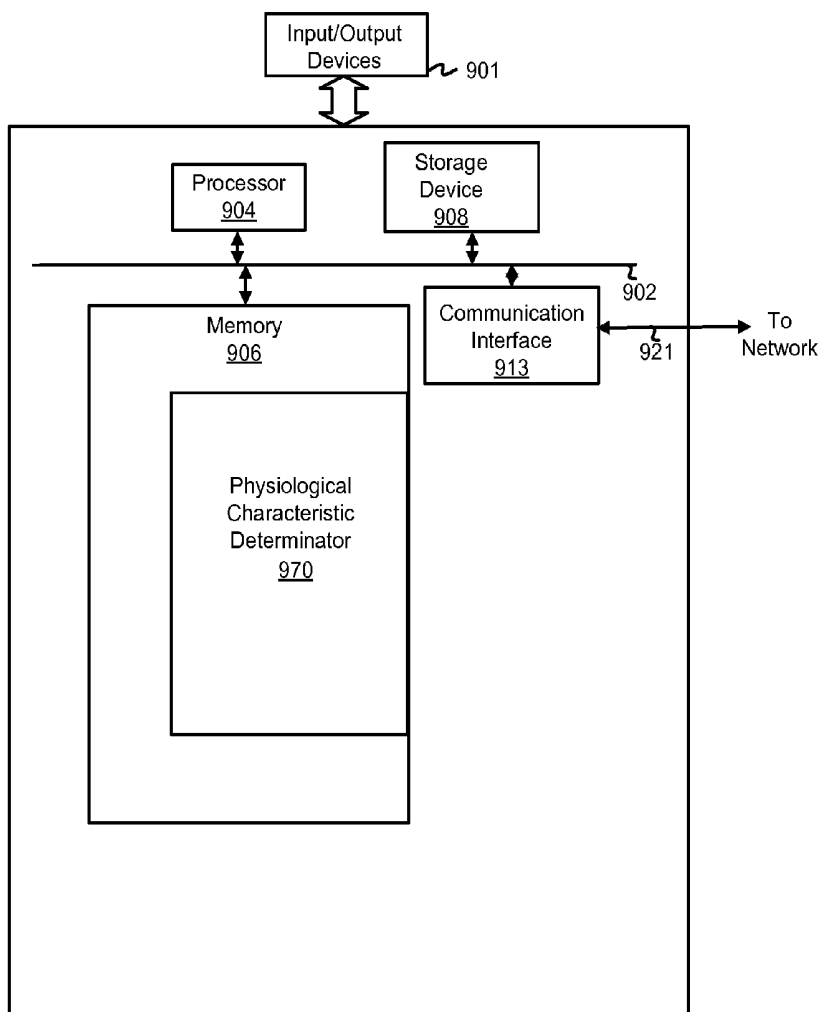 Input/Output
Devices
901
Processor
904
Storage
Device
908
902
Memory
906
Communication
Interface
913
921
To
Network
Physiological
Characteristic
Determinator
970